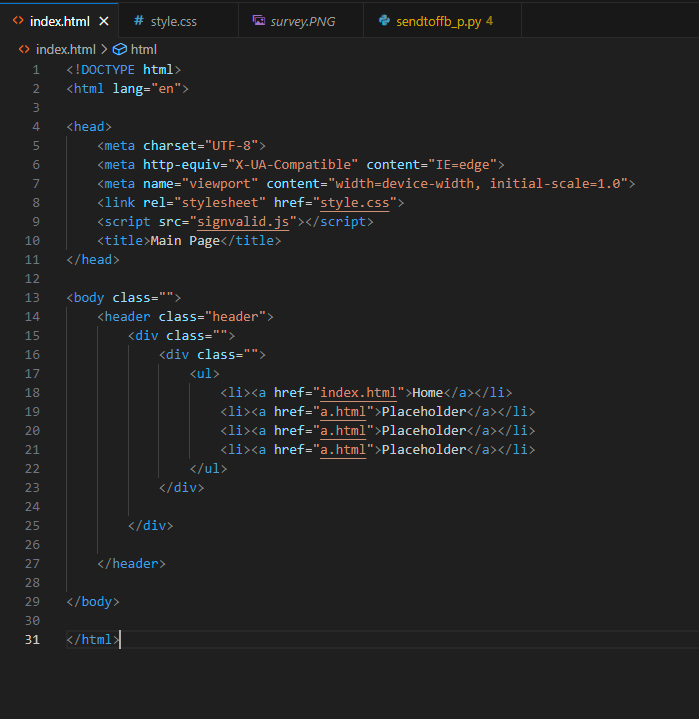 index.html style.css survey.PNG sendtoffb_p.py 4
index.html > html
1 <!DOCTYPE html>
2 <html lang="en">
3
4 <head>
5     <meta charset="UTF-8">
6     <meta http-equiv="X-UA-Compatible" content="IE=edge">
7     <meta name="viewport" content="width=device-width, initial-scale=1.0">
8     <link rel="stylesheet" href="style.css">
9     <script src="signvalid.js"></script>
10     <title>Main Page</title>
11 </head>
12
13 <body class="">
14     <header class="header">
15         <div class="">
16             <div class="">
17                 <ul>
18                     <li><a href="index.html">Home</a></li>
19                     <li><a href="a.html">Placeholder</a></li>
20                     <li><a href="a.html">Placeholder</a></li>
21                     <li><a href="a.html">Placeholder</a></li>
22                 </ul>
23             </div>
24
25         </div>
26
27     </header>
28
29 </body>
30
31 </html>